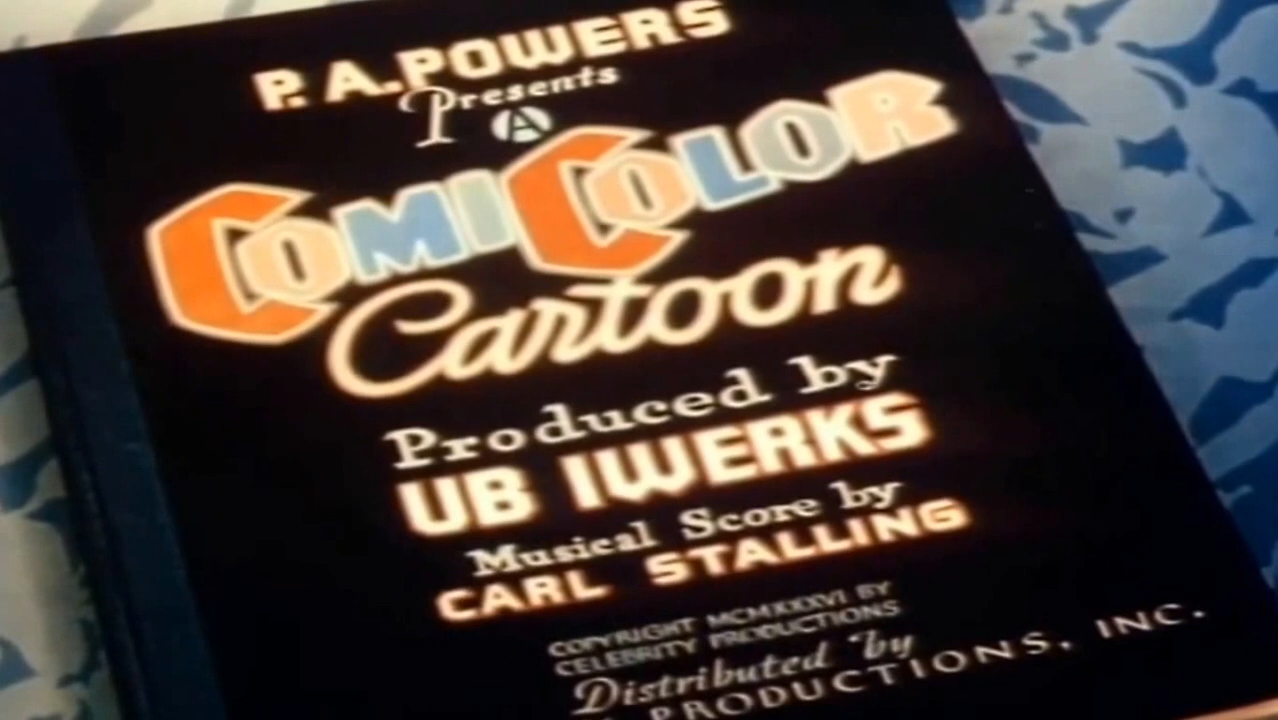 P. A. POWERS
Presents
A
COMICOLOR
Cartoon
Produced by
UB IWERKS
Musical Score by
CARL STALLING
COPYRIGHT MCMXXXVI BY
CELEBRITY PRODUCTIONS
Distributed by
PRODUCTIONS, INC.